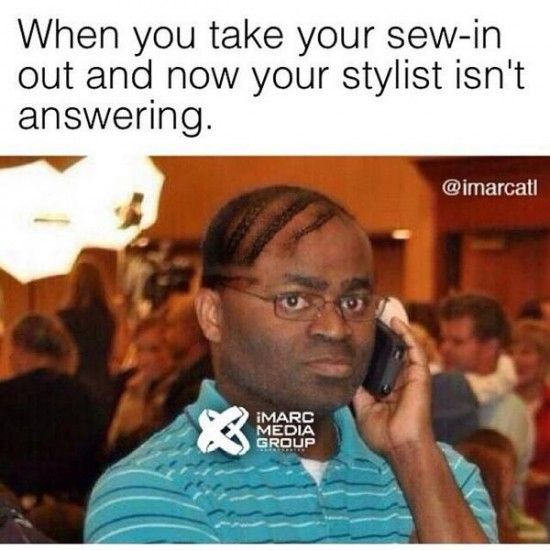 When you take your sew-in
out and now your stylist isn't
answering.
@imarcatl
iMARC
MEDIA
GROUP